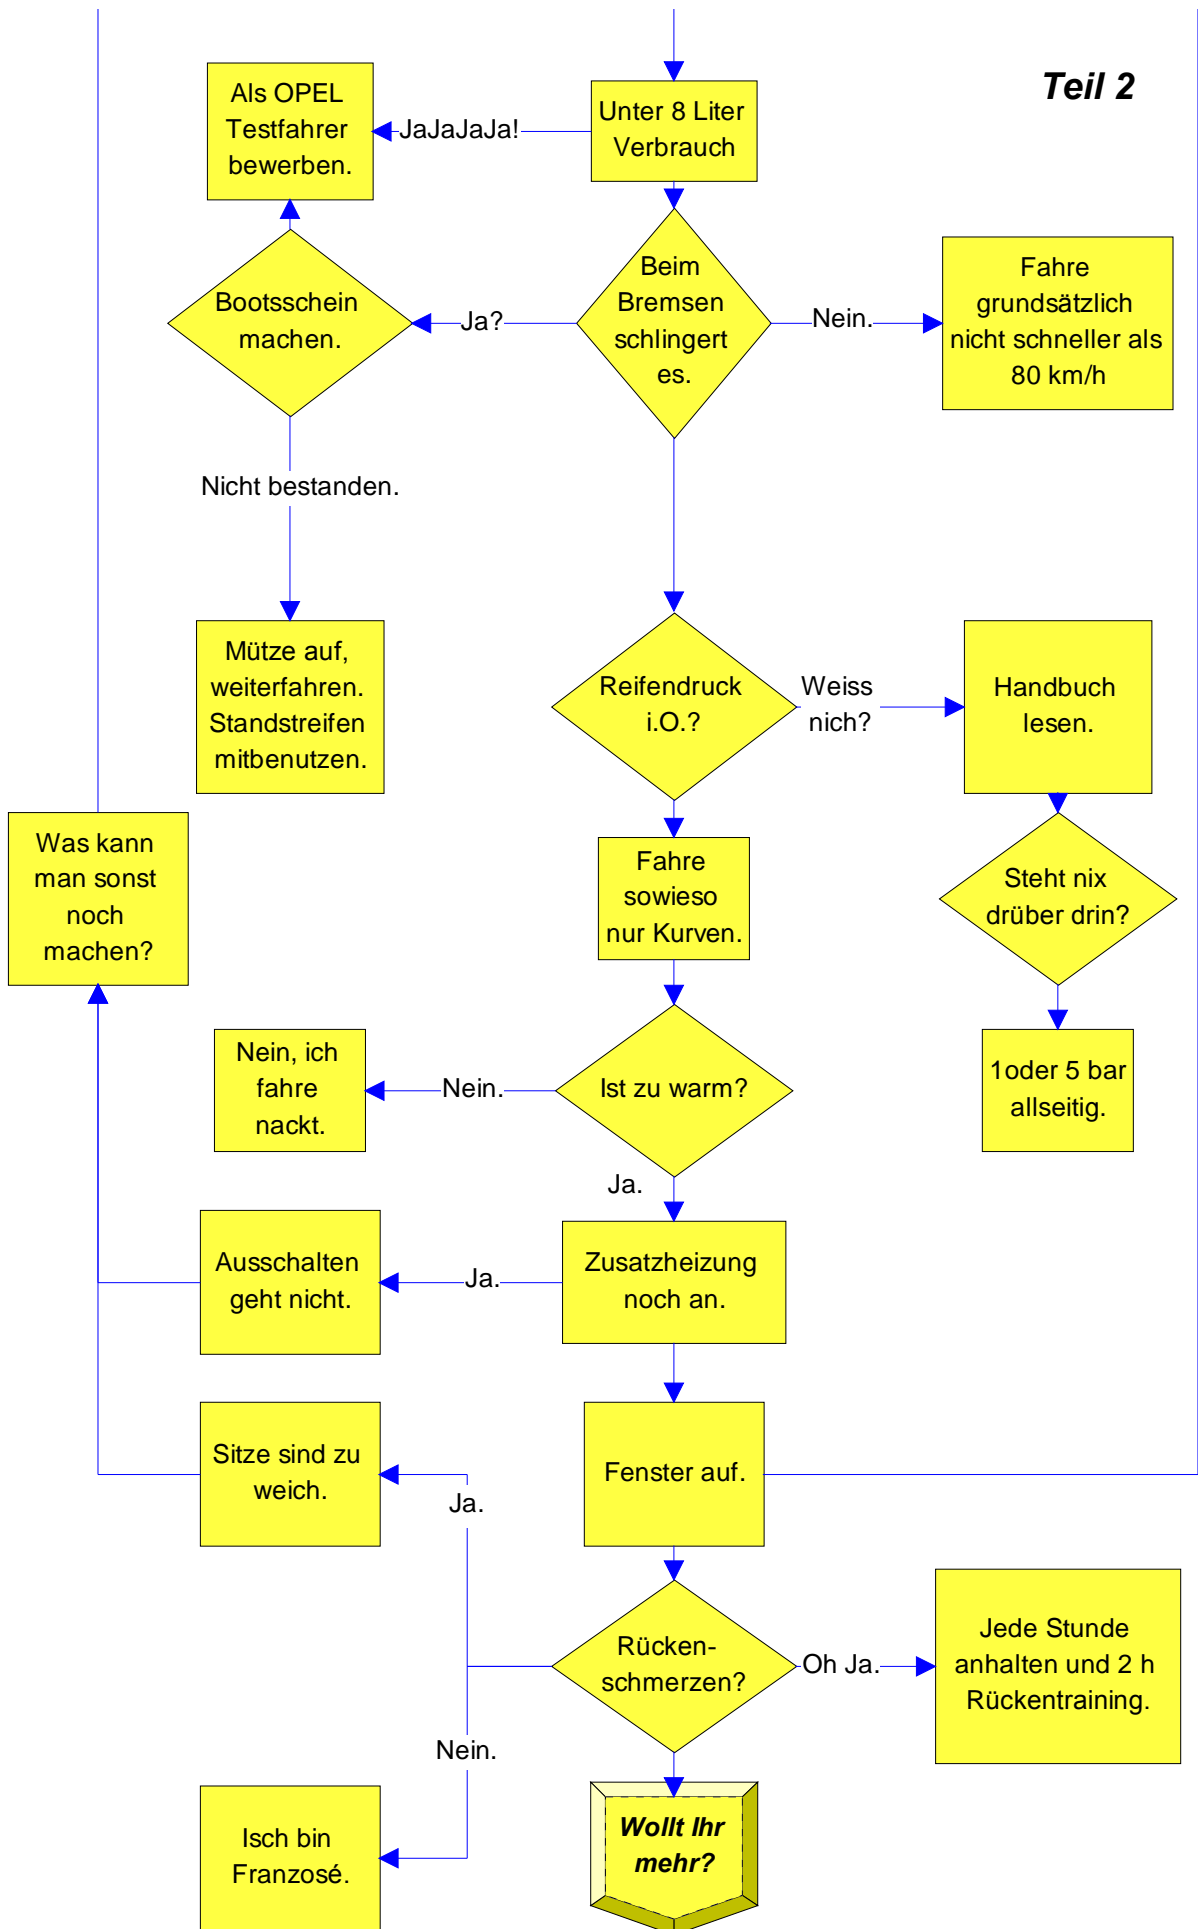 Teil 2
Als OPEL
Testfahrer
bewerben.
JaJaJaJa!
Unter 8 Liter
Verbrauch
Bootsschein
machen.
Ja?
Beim
Bremsen
schlingert
es.
Nein.
Fahre
grundsätzlich
nicht schneller als
80 km/h
Nicht bestanden.
Mütze auf,
weiterfahren.
Standstreifen
mitbenutzen.
Reifendruck
i.O.?
Weiss
nich?
Handbuch
lesen.
Was kann
man sonst
noch
machen?
Fahre
sowieso
nur Kurven.
Steht nix
drüber drin?
Nein, ich
fahre
nackt.
Nein.
Ist zu warm?
1oder 5 bar
allseitig.
Ja.
Ausschalten
geht nicht.
Ja.
Zusatzheizung
noch an.
Sitze sind zu
weich.
Ja.
Fenster auf.
Rücken-
schmerzen?
Oh Ja.
Jede Stunde
anhalten und 2 h
Rückentraining.
Nein.
Isch bin
Franzosé.
Wollt Ihr
mehr?